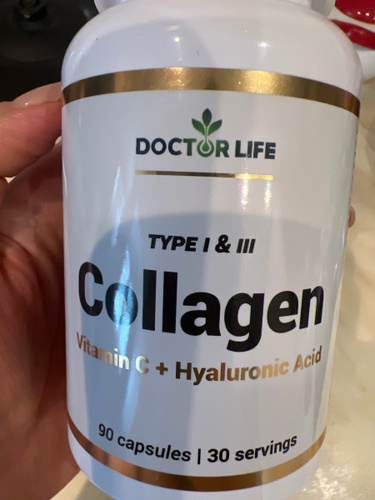 DOCTOR LIFE
TYPE I & III
Collagen
Vitamin C + Hyaluronic Acid
90 capsules | 30 servings